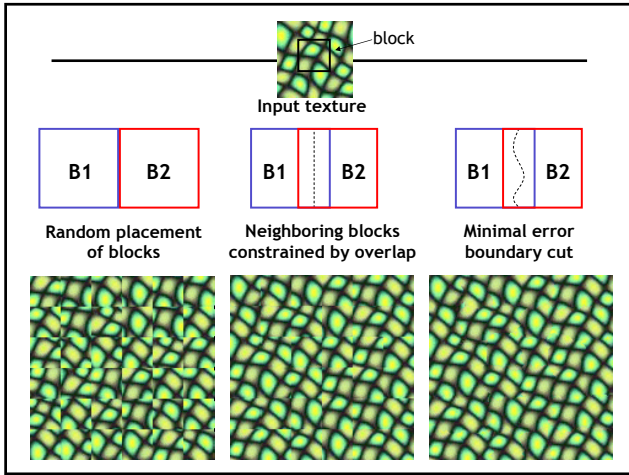 block
Input texture
B1 B2
B1 B2
B1 B2
Random placement
of blocks
Neighboring blocks
constrained by overlap
Minimal error
boundary cut